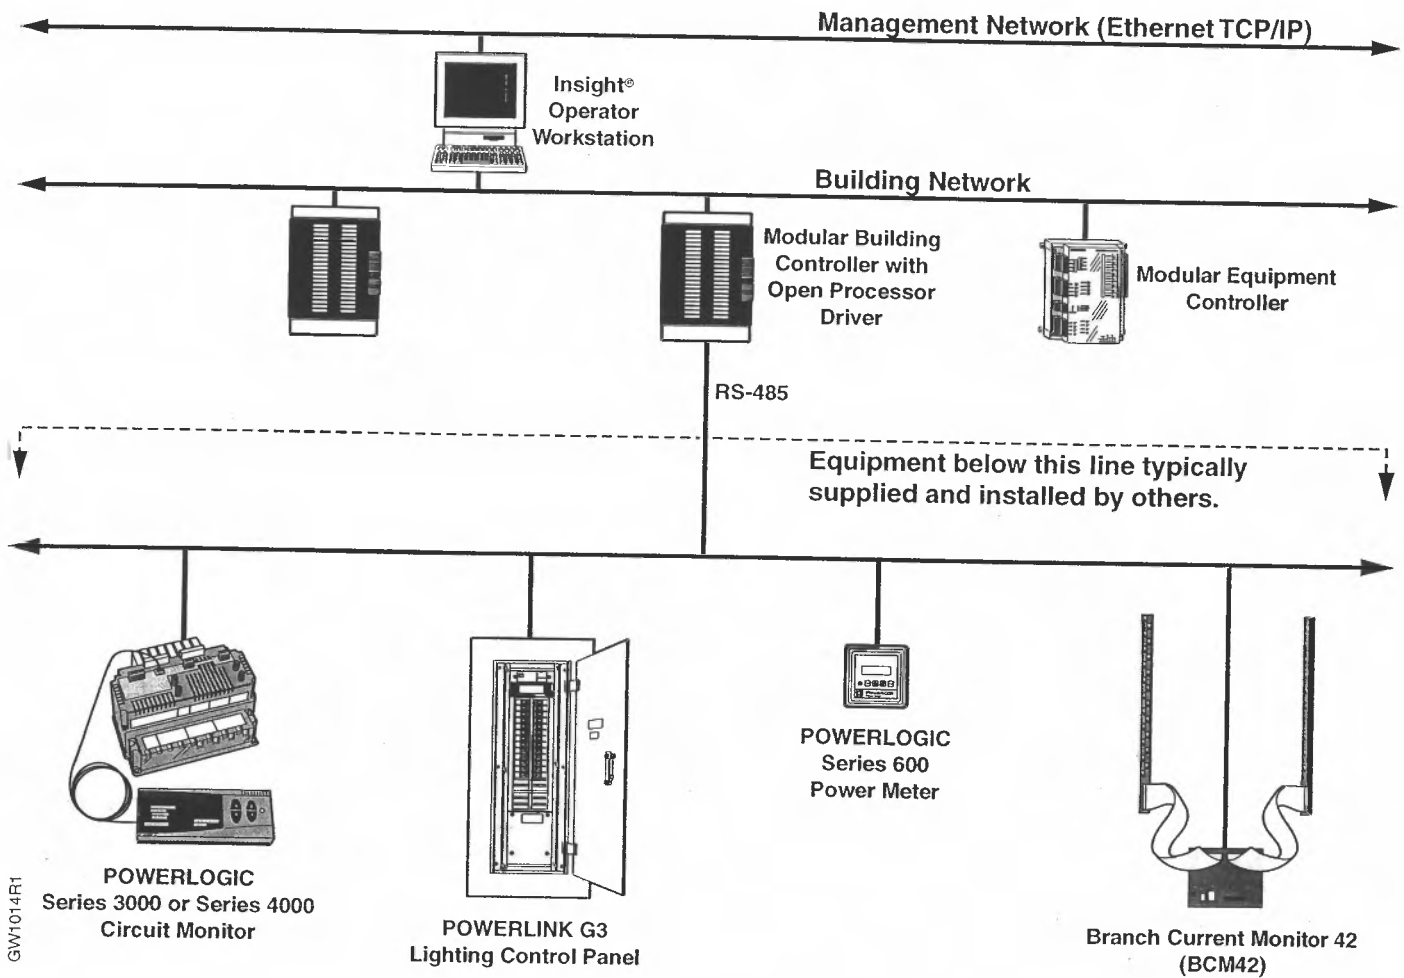 Management Network (Ethernet TCP/IP)
Insight®
Operator
Workstation
Building Network
Modular Building
Controller with
Open Processor
Driver
Modular Equipment
Controller
RS-485
Equipment below this line typically
supplied and installed by others.
POWERLOGIC
Series 3000 or Series 4000
Circuit Monitor
POWERLINK G3
Lighting Control Panel
POWERLOGIC
Series 600
Power Meter
Branch Current Monitor 42
(BCM42)
GW1014R1